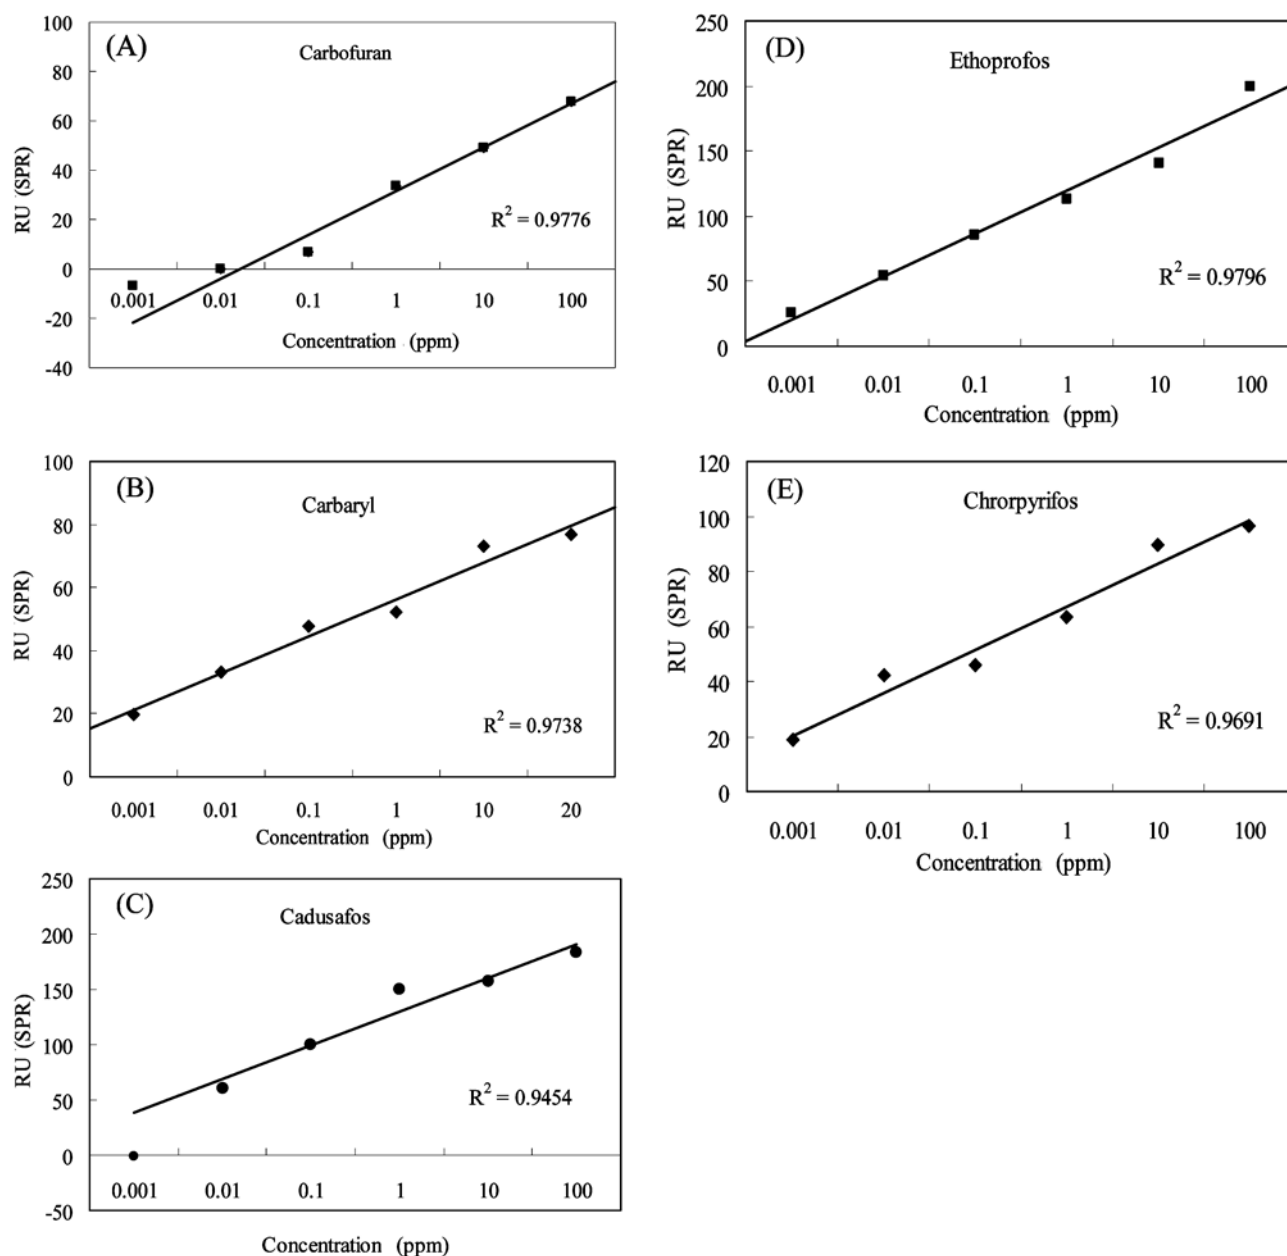 (A)
Carbofuran
100
80
60
40
20
0
-20
-40
RU (SPR)
R2 = 0.9776
0.001 0.01 0.1 1 10 100
Concentration (ppm)
(D)
Ethoprofos
250
200
150
100
50
0
RU (SPR)
R2 = 0.9796
0.001 0.01 0.1 1 10 100
Concentration (ppm)
(B)
Carbaryl
100
80
60
40
20
0
RU (SPR)
R2 = 0.9738
0.001 0.01 0.1 1 10 20
Concentration (ppm)
(E)
Chrorpyrifos
120
100
80
60
40
20
0
RU (SPR)
R2 = 0.9691
0.001 0.01 0.1 1 10 100
Concentration (ppm)
(C)
Cadusafos
250
200
150
100
50
0
-50
RU (SPR)
R2 = 0.9454
0.001 0.01 0.1 1 10 100
Concentration (ppm)